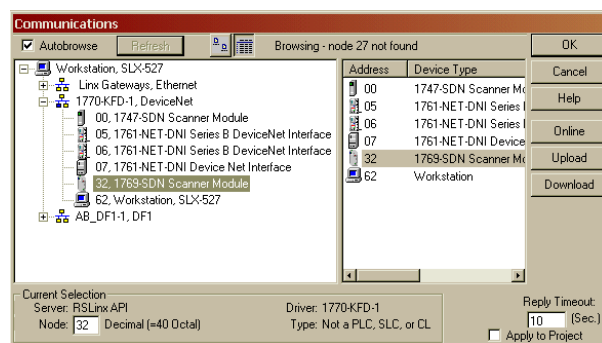 Communications
Autobrowse Refresh Browsing - node 27 not found OK
Workstation, SLX-527 Address Device Type Cancel
Linx Gateways, Ethernet 00 1747-SDN Scanner Mo Help
1770-KFD-1, DeviceNet 05 1761-NET-DNI Series
00, 1747-SDN Scanner Module 06 1761-NET-DNI Series Online
05, 1761-NET-DNI Series B DeviceNet Interface 07 1761-NET-DNI Device Upload
06, 1761-NET-DNI Series B DeviceNet Interface 32 1769-SDN Scanner Mo Download
07, 1761-NET-DNI Device Net Interface 62 Workstation
32, 1769-SDN Scanner Module
62, Workstation, SLX-527
AB_DF1-1, DF1
Current Selection
Server: RSLinx API Driver: 1770-KFD-1 Reply Timeout:
Node: 32 Decimal (=40 Octal) Type: Not a PLC, SLC, or CL 10 (Sec.)
Apply to Project